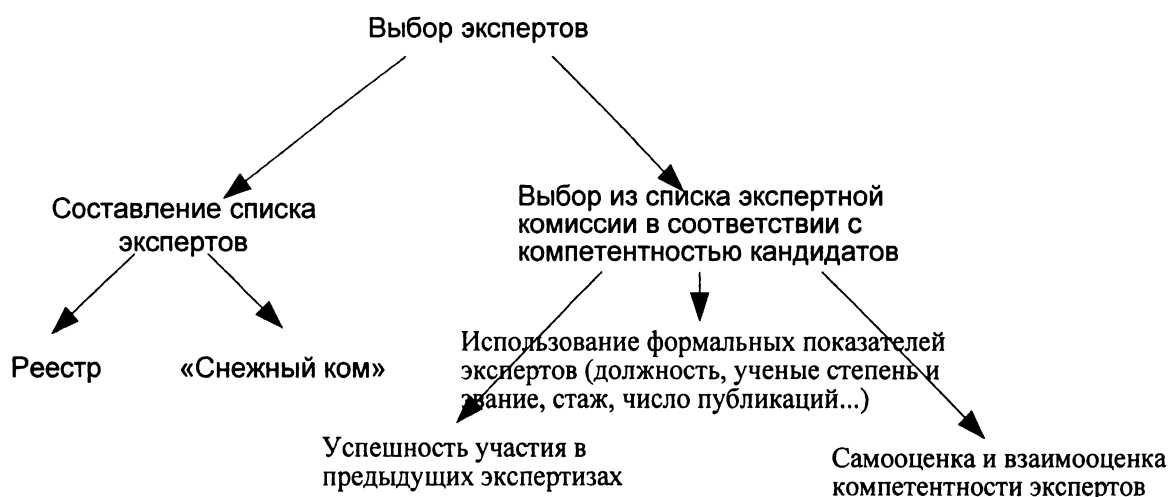 Выбор экспертов
Составление списка
экспертов
Выбор из списка экспертной
комиссии в соответствии с
компетентностью кандидатов
Реестр
«Снежный ком»
Использование формальных показателей
экспертов (должность, ученые степень и
звание, стаж, число публикаций...)
Успешность участия в
предыдущих экспертизах
Самооценка и взаимооценка
компетентности экспертов